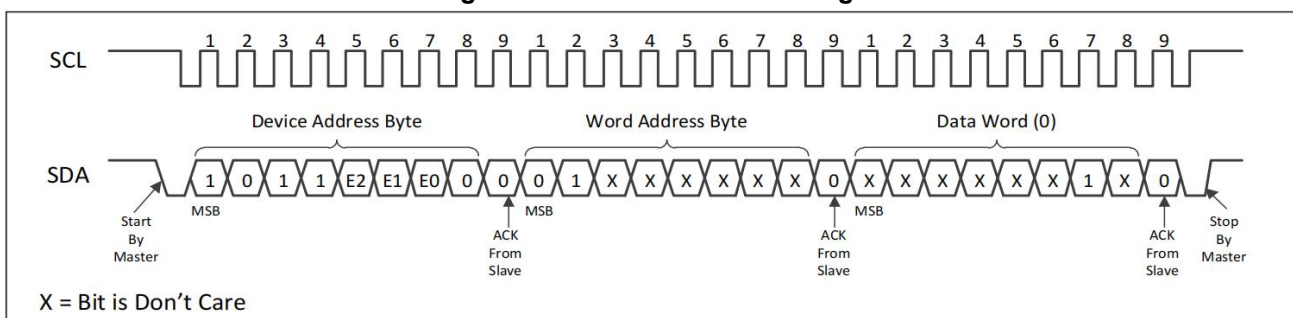 SCL 1 2 3 4 5 6 7 8 9 1 2 3 4 5 6 7 8 9 1 2 3 4 5 6 7 8 9
Device Address Byte Word Address Byte Data Word (0)
SDA 1 0 1 1 E2 E1 E0 0 0 0 1 X X X X X X 0 X X X X X X 1 X 0
MSB MSB MSB
Start
By
Master
ACK
From
Slave
ACK
From
Slave
ACK
From
Slave
Stop
By
Master
X = Bit is Don't Care